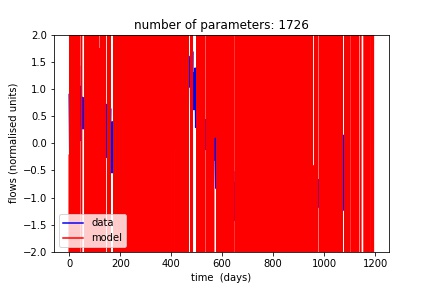 number of parameters: 1726
flows (normalised units)
2.0
1.5
1.0
0.5
0.0
−0.5
−1.0
−1.5
−2.0
data
model
0 200 400 600 800 1000 1200
time (days)